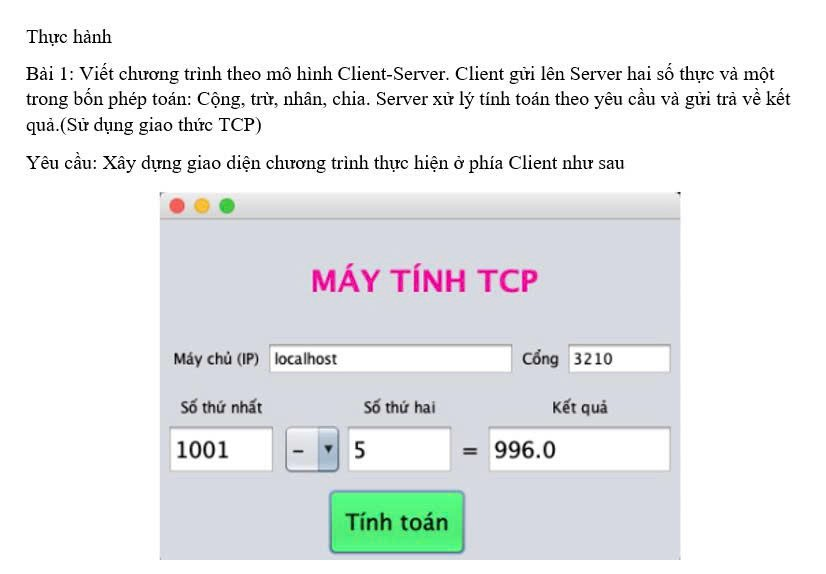 Thực hành
Bài 1: Viết chương trình theo mô hình Client-Server. Client gửi lên Server hai số thực và một
trong bốn phép toán: Cộng, trừ, nhân, chia. Server xử lý tính toán theo yêu cầu và gửi trả về kết
quả.(Sử dụng giao thức TCP)
Yêu cầu: Xây dựng giao diện chương trình thực hiện ở phía Client như sau
MÁY TÍNH TCP
Máy chủ (IP) localhost Cổng 3210
Số thứ nhất Số thứ hai Kết quả
1001 – 5 = 996.0
Tính toán